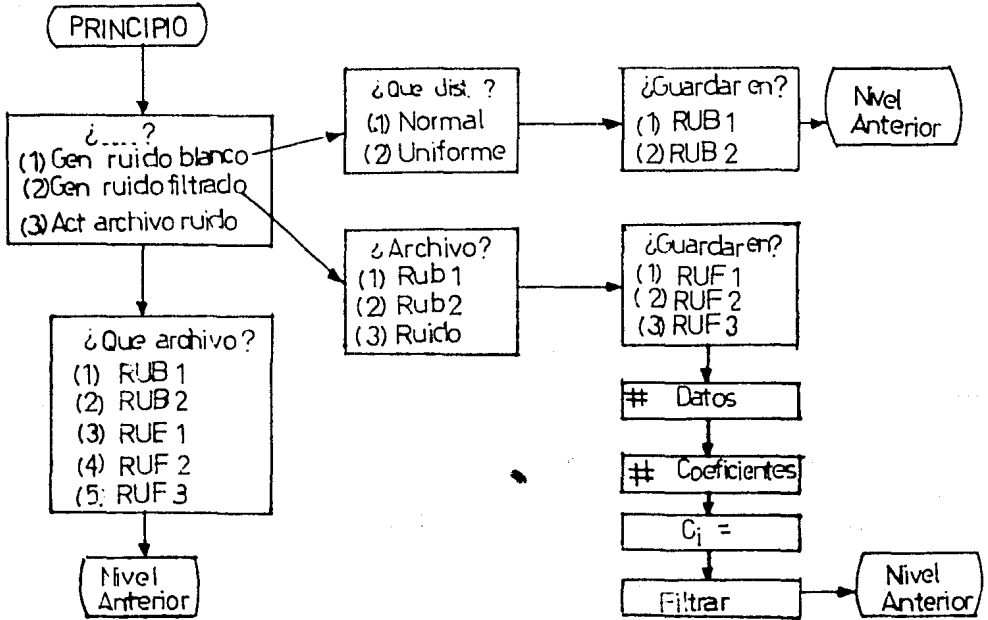 PRINCIPIO
¿.....?
(1) Gen ruido blanco
(2) Gen ruido filtrado
(3) Act archivo ruido
¿Que dist. ?
(1) Normal
(2) Uniforme
¿Guardar en?
(1) RUB 1
(2) RUB 2
Nivel
Anterior
¿Archivo?
(1) Rub 1
(2) Rub 2
(3) Ruido
¿Guardar en?
(1) RUF 1
(2) RUF 2
(3) RUF 3
# Datos
# Coeficientes
Ci =
Filtrar
Nivel
Anterior
¿Que archivo?
(1) RUB 1
(2) RUB 2
(3) RUF 1
(4) RUF 2
(5) RUF 3
Nivel
Anterior